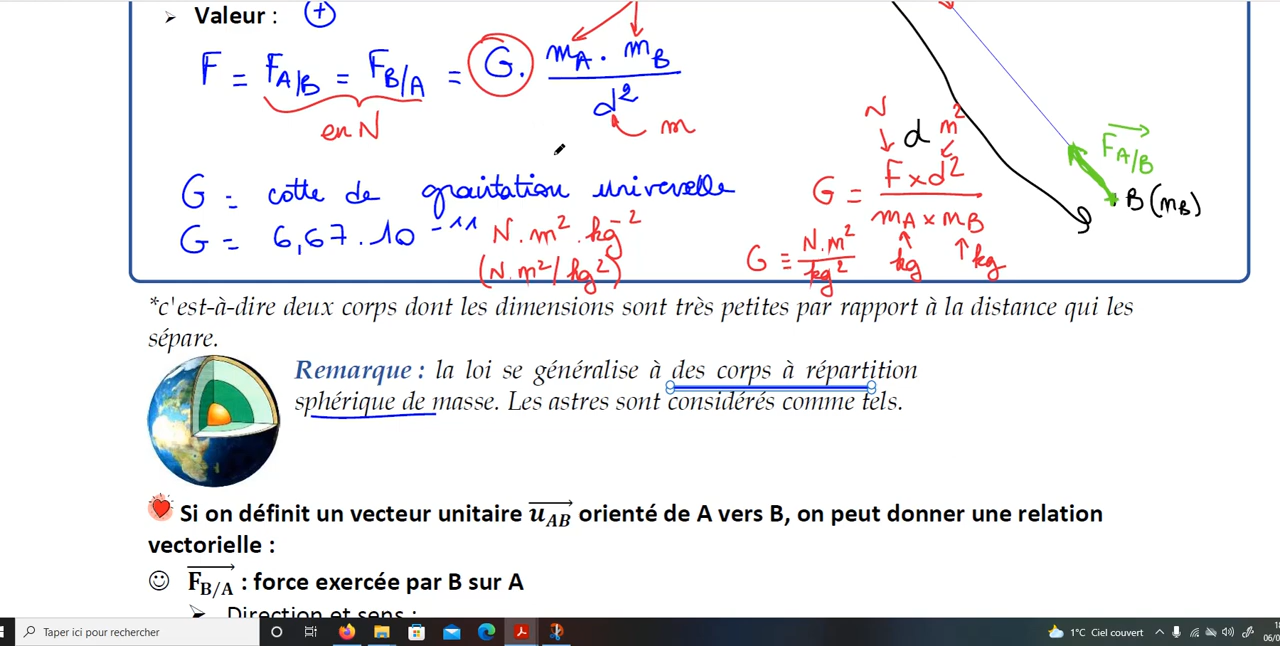 ➤ Valeur : (+)
F = F_A/B = F_B/A = G. m_A . m_B / d²
en N
m
G = cste de gravitation universelle
G = 6,67.10⁻¹¹ N.m².kg⁻²
(N.m²/kg²)
N d m²
G = F x d² / m_A x m_B
G ≡ N.m² / kg² kg kg
F_A/B
B (m_B)
*c'est-à-dire deux corps dont les dimensions sont très petites par rapport à la distance qui les
sépare.
Remarque : la loi se généralise à des corps à répartition
sphérique de masse. Les astres sont considérés comme tels.
Si on définit un vecteur unitaire u_AB orienté de A vers B, on peut donner une relation
vectorielle :
☺ F_B/A : force exercée par B sur A
➤ Direction et sens :
Taper ici pour rechercher
1°C Ciel couvert